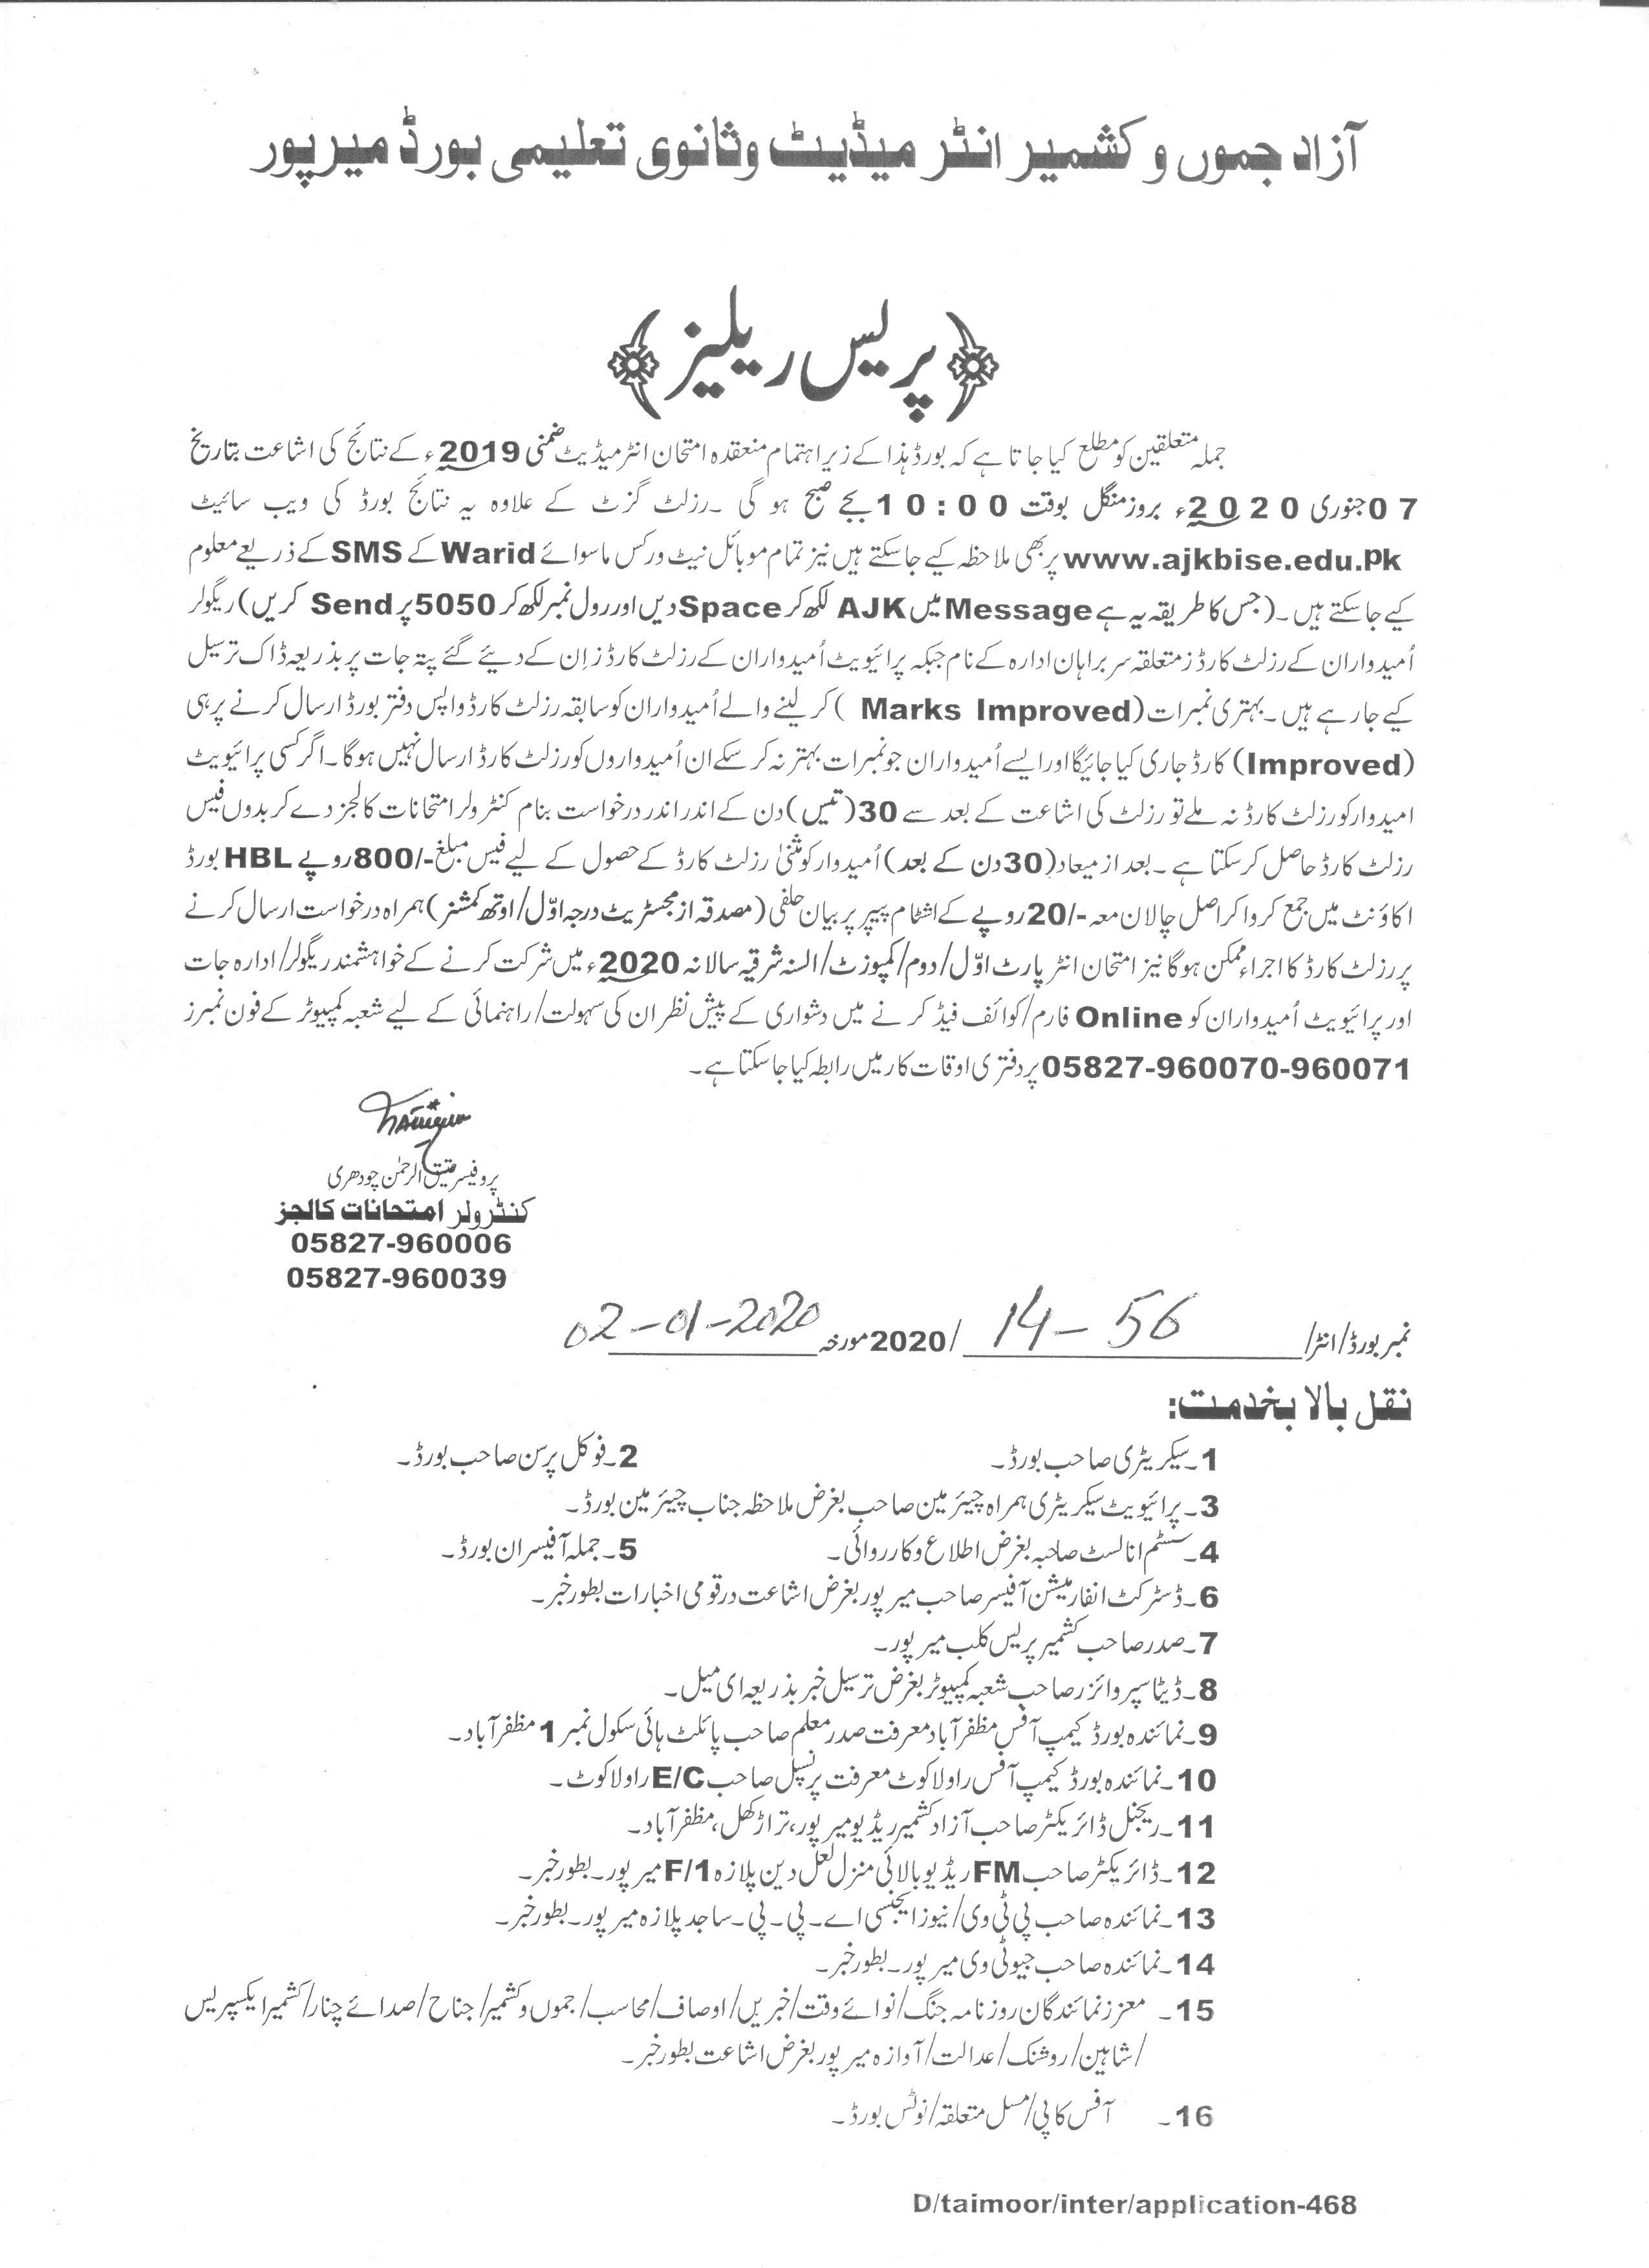 آزاد جموں و کشمیر انٹر میڈیٹ و ثانوی تعلیمی بورڈ میرپور
﴿پریس ریلیز﴾
جملہ متعلقین کو مطلع کیا جاتا ہے کہ بورڈ ہذا کے زیر اہتمام منعقدہ امتحان انٹرمیڈیٹ ضمنی 2019ء کے نتائج کی اشاعت بتاریخ
07 جنوری 2020ء بروز منگل بوقت 10:00 بجے صبح ہو گی ۔ رزلٹ گزٹ کے علاوہ یہ نتائج بورڈ کی ویب سائیٹ
www.ajkbise.edu.pk پر بھی ملاحظہ کیے جا سکتے ہیں نیز تمام موبائل نیٹ ورکس ماسوائے Warid کے SMS کے ذریعے معلوم
کیے جا سکتے ہیں ۔ (جس کا طریقہ یہ ہے Message میں AJK لکھ کر Space دیں اور رول نمبر لکھ کر 5050 پر Send کریں) ریگولر
اُمیدواران کے رزلٹ کارڈز متعلقہ سربراہان ادارہ کے نام جبکہ پرائیویٹ اُمیدواران کے رزلٹ کارڈز اِن کے دیئے گئے پتہ جات پر بذریعہ ڈاک ترسیل
کیے جا رہے ہیں ۔ بہتری نمبرات (Marks Improved) کر لینے والے اُمیدواران کو سابقہ رزلٹ کارڈ واپس دفتر بورڈ ارسال کرنے پر ہی
(Improved) کارڈ جاری کیا جائیگا اور ایسے اُمیدواران جو نمبرات بہتر نہ کر سکے ان اُمیدواروں کو رزلٹ کارڈ ارسال نہیں ہوگا ۔ اگر کسی پرائیویٹ
امیدوار کو رزلٹ کارڈ نہ ملے تو رزلٹ کی اشاعت کے بعد سے 30 (تیس) دن کے اندر اندر درخواست بنام کنٹرولر امتحانات کالجز دے کر بدوں فیس
رزلٹ کارڈ حاصل کر سکتا ہے ۔ بعد از میعاد (30 دن کے بعد) اُمیدوار کو مثنیٰ رزلٹ کارڈ کے حصول کے لیے فیس مبلغ -/800 روپے HBL بورڈ
اکاؤنٹ میں جمع کروا کر اصل چالان معہ -/20 روپے کے اشٹام پیپر پر بیان حلفی (مصدقہ از مجسٹریٹ درجہ اوّل/اوتھ کمشنر) ہمراہ درخواست ارسال کرنے
پر رزلٹ کارڈ کا اجراء ممکن ہوگا نیز امتحان انٹر پارٹ اوّل/دوم/کمپوزٹ/السنہ شرقیہ سالانہ 2020ء میں شرکت کرنے کے خواہشمند ریگولر/ادارہ جات
اور پرائیویٹ اُمیدواران کو Online فارم/کوائف فیڈ کرنے میں دشواری کے پیش نظر ان کی سہولت/راہنمائی کے لیے شعبہ کمپیوٹر کے فون نمبرز
05827-960070-960071 پر دفتری اوقات کار میں رابطہ کیا جا سکتا ہے ۔
پروفیسر عتیق الرحمٰن چودھری
کنٹرولر امتحانات کالجز
05827-960006
05827-960039
نمبر بورڈ/انٹر/ 14-56 /2020 مورخہ 02-01-2020
نقل بالا بخدمت:
1۔ سیکریٹری صاحب بورڈ۔ 2۔ فوکل پرسن صاحب بورڈ۔
3۔ پرائیویٹ سیکریٹری ہمراہ چیئرمین صاحب بغرض ملاحظہ جناب چیئرمین بورڈ۔
4۔ سسٹم انالسٹ صاحبہ بغرض اطلاع و کارروائی۔ 5۔ جملہ آفیسران بورڈ۔
6۔ ڈسٹرکٹ انفارمیشن آفیسر صاحب میرپور بغرض اشاعت در قومی اخبارات بطور خبر۔
7۔ صدر صاحب کشمیر پریس کلب میرپور۔
8۔ ڈیٹا سپروائزر صاحب شعبہ کمپیوٹر بغرض ترسیل خبر بذریعہ ای میل۔
9۔ نمائندہ بورڈ کیمپ آفس مظفرآباد معرفت صدر معلم صاحب پائلٹ ہائی سکول نمبر 1 مظفرآباد۔
10۔ نمائندہ بورڈ کیمپ آفس راولاکوٹ معرفت پرنسپل صاحب E/C راولاکوٹ۔
11۔ ریجنل ڈائریکٹر صاحب آزاد کشمیر ریڈیو میرپور، تراڑکھل، مظفرآباد۔
12۔ ڈائریکٹر صاحب FM ریڈیو بالائی منزل لعل دین پلازہ F/1 میرپور۔ بطور خبر۔
13۔ نمائندہ صاحب پی ٹی وی/نیوز ایجنسی اے۔ پی۔ پی۔ ساجد پلازہ میرپور۔ بطور خبر۔
14۔ نمائندہ صاحب جیو ٹی وی میرپور۔ بطور خبر۔
15۔ معزز نمائندگان روزنامہ جنگ/نوائے وقت/خبریں/اوصاف/محاسب/جموں و کشمیر/جناح/صدائے چنار/کشمیر ایکسپریس
/شاہین/روشنک/عدالت/آوازہ میرپور بغرض اشاعت بطور خبر۔
16۔ آفس کاپی/مسل متعلقہ/نوٹس بورڈ۔
D/taimoor/inter/application-468